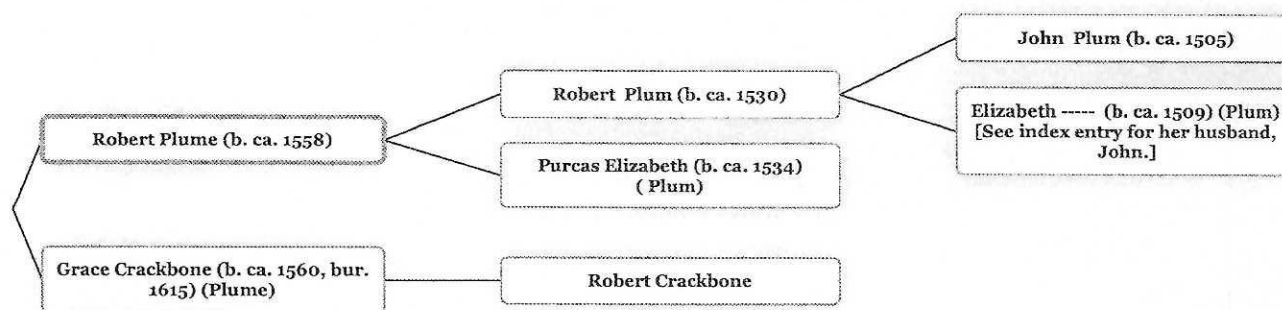 John Plum (b. ca. 1505)
Robert Plum (b. ca. 1530)
Elizabeth ----- (b. ca. 1509) (Plum)
[See index entry for her husband,
John.]
Robert Plume (b. ca. 1558)
Purcas Elizabeth (b. ca. 1534)
( Plum)
Grace Crackbone (b. ca. 1560, bur.
1615) (Plume)
Robert Crackbone